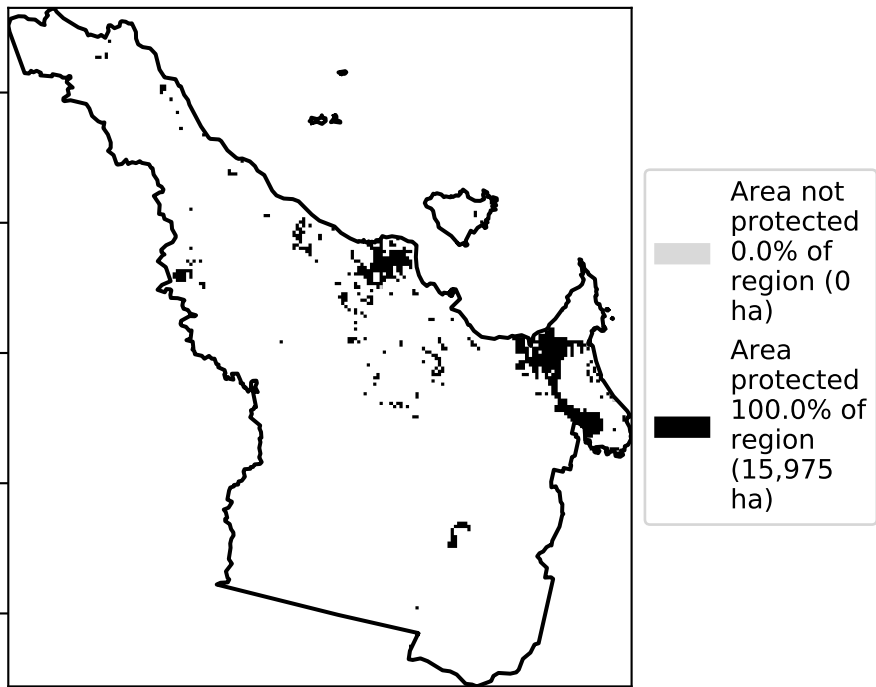 Area not
protected
0.0% of
region (0
ha)
Area
protected
100.0% of
region
(15,975
ha)